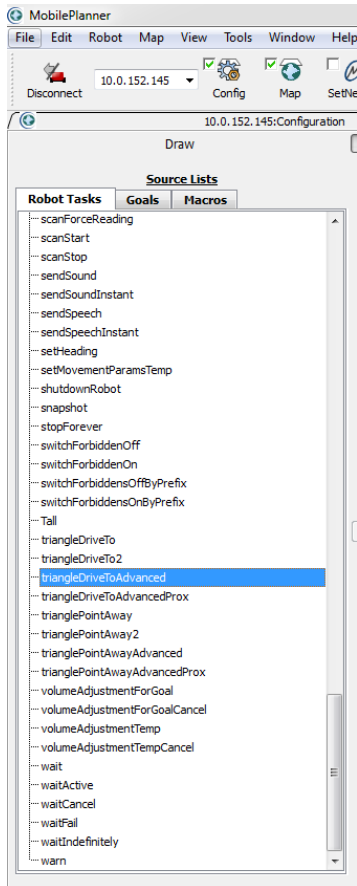 MobilePlanner
File Edit Robot Map View Tools Window Help
10.0.152.145
Disconnect Config Map SetNe
10.0.152.145:Configuration
Draw
Source Lists
Robot Tasks Goals Macros
scanForceReading
scanStart
scanStop
sendSound
sendSoundInstant
sendSpeech
sendSpeechInstant
setHeading
setMovementParamsTemp
shutdownRobot
snapshot
stopForever
switchForbiddenOff
switchForbiddenOn
switchForbiddensOffByPrefix
switchForbiddensOnByPrefix
Tall
triangleDriveTo
triangleDriveTo2
triangleDriveToAdvanced
triangleDriveToAdvancedProx
trianglePointAway
trianglePointAway2
trianglePointAwayAdvanced
trianglePointAwayAdvancedProx
volumeAdjustmentForGoal
volumeAdjustmentForGoalCancel
volumeAdjustmentTemp
volumeAdjustmentTempCancel
wait
waitActive
waitCancel
waitFail
waitIndefinitely
warn